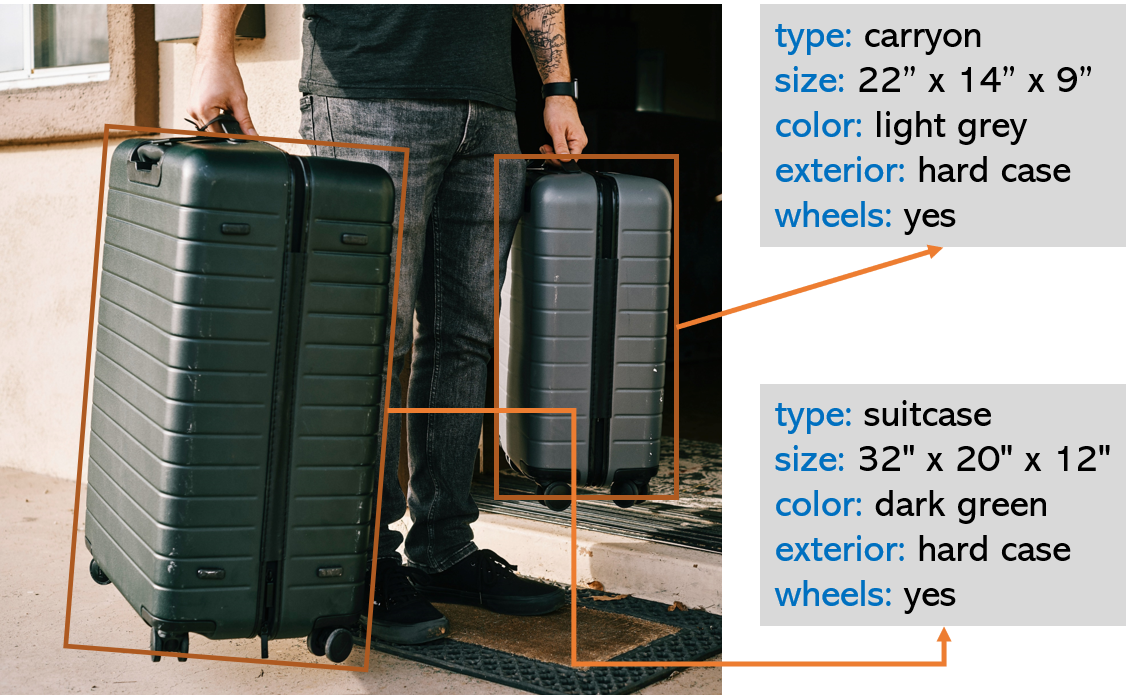 type: carryon
size: 22” x 14” x 9”
color: light grey
exterior: hard case
wheels: yes
type: suitcase
size: 32" x 20" x 12"
color: dark green
exterior: hard case
wheels: yes